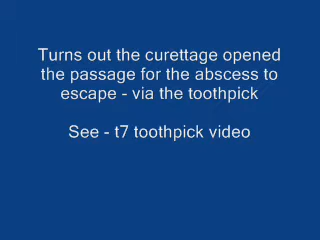 Turns out the curettage opened
the passage for the abscess to
escape - via the toothpick
See - t7 toothpick video